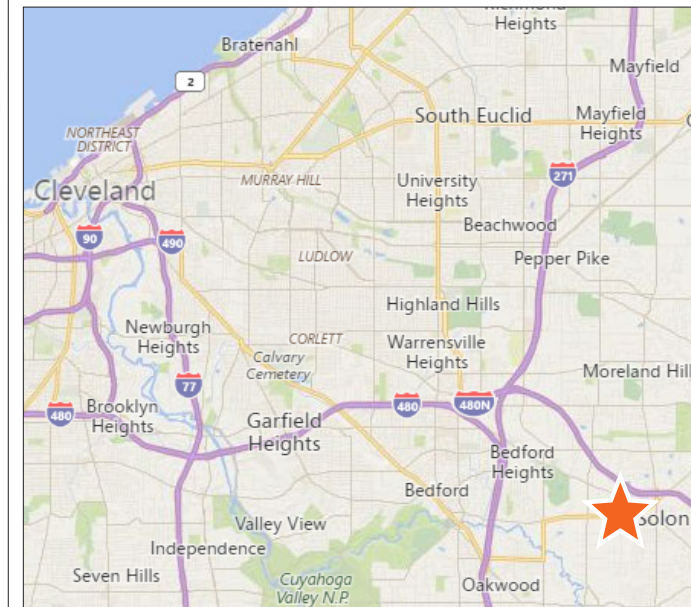 Richmond
Heights
Bratenahl
Mayfield
2
South Euclid
Mayfield
Heights
NORTHEAST
DISTRICT
MURRAY HILL
271
Cleveland
University
Heights
Beachwood
90
490
LUDLOW
Pepper Pike
Highland Hills
Newburgh
Heights
CORLETT
Warrensville
Heights
Calvary
Cemetery
Moreland Hill
77
480
Brooklyn
Heights
480
480N
Garfield
Heights
Bedford
Heights
Bedford
Solon
Valley View
Independence
Seven Hills
Cuyahoga
Valley N.P.
Oakwood